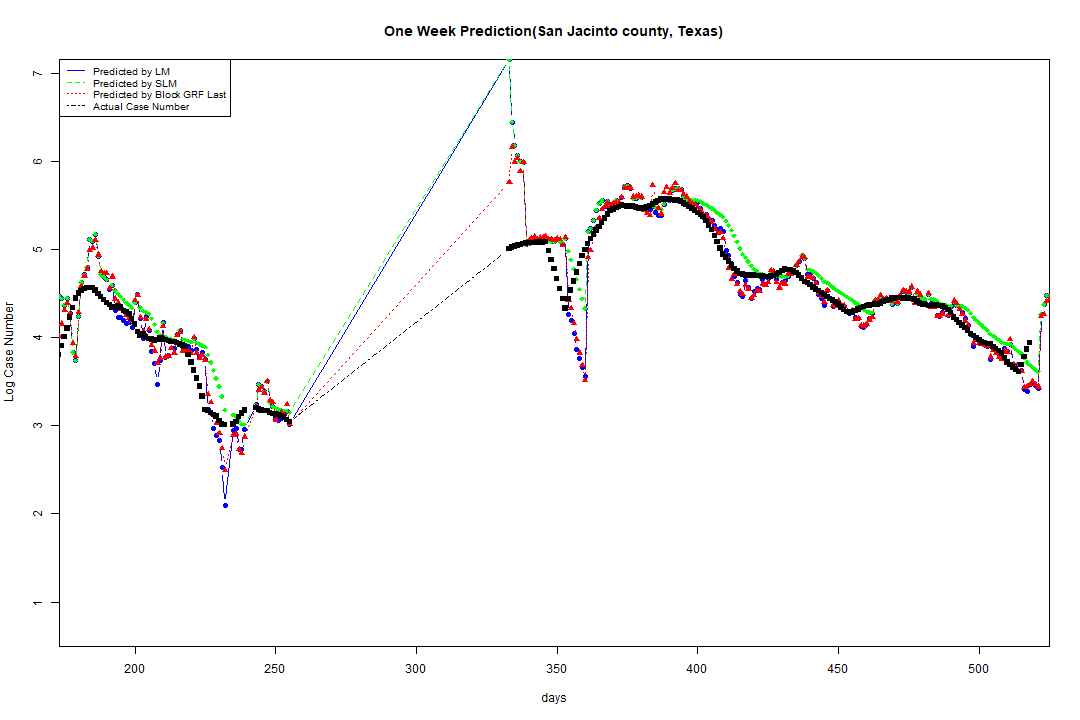 One Week Prediction(San Jacinto county, Texas)
Predicted by LM
Predicted by SLM
Predicted by Block GRF Last
Actual Case Number
Log Case Number
7
6
5
4
3
2
1
200 250 300 350 400 450 500
days